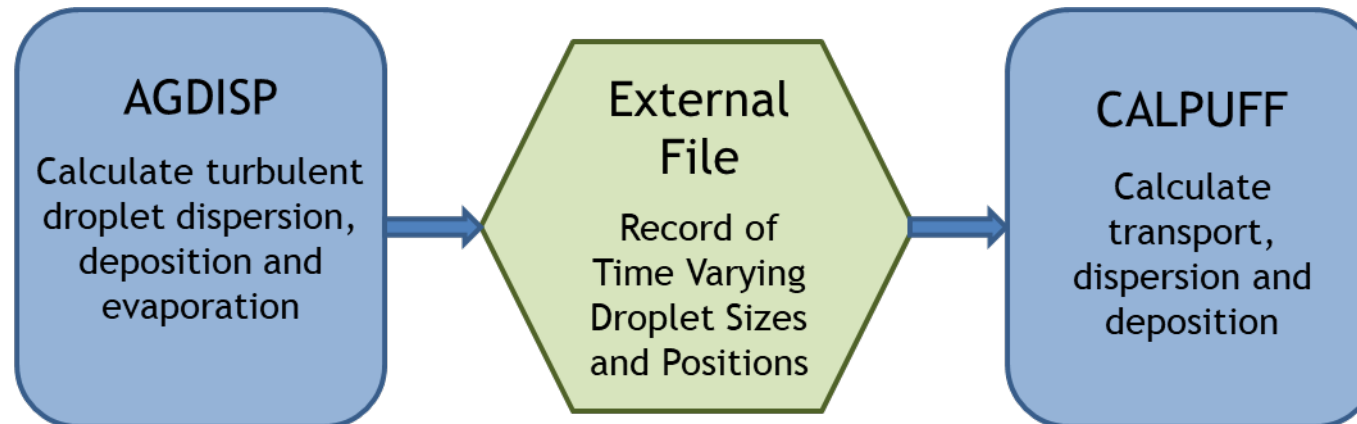 AGDISP
Calculate turbulent
droplet dispersion,
deposition and
evaporation
External
File
Record of
Time Varying
Droplet Sizes
and Positions
CALPUFF
Calculate
transport,
dispersion and
deposition